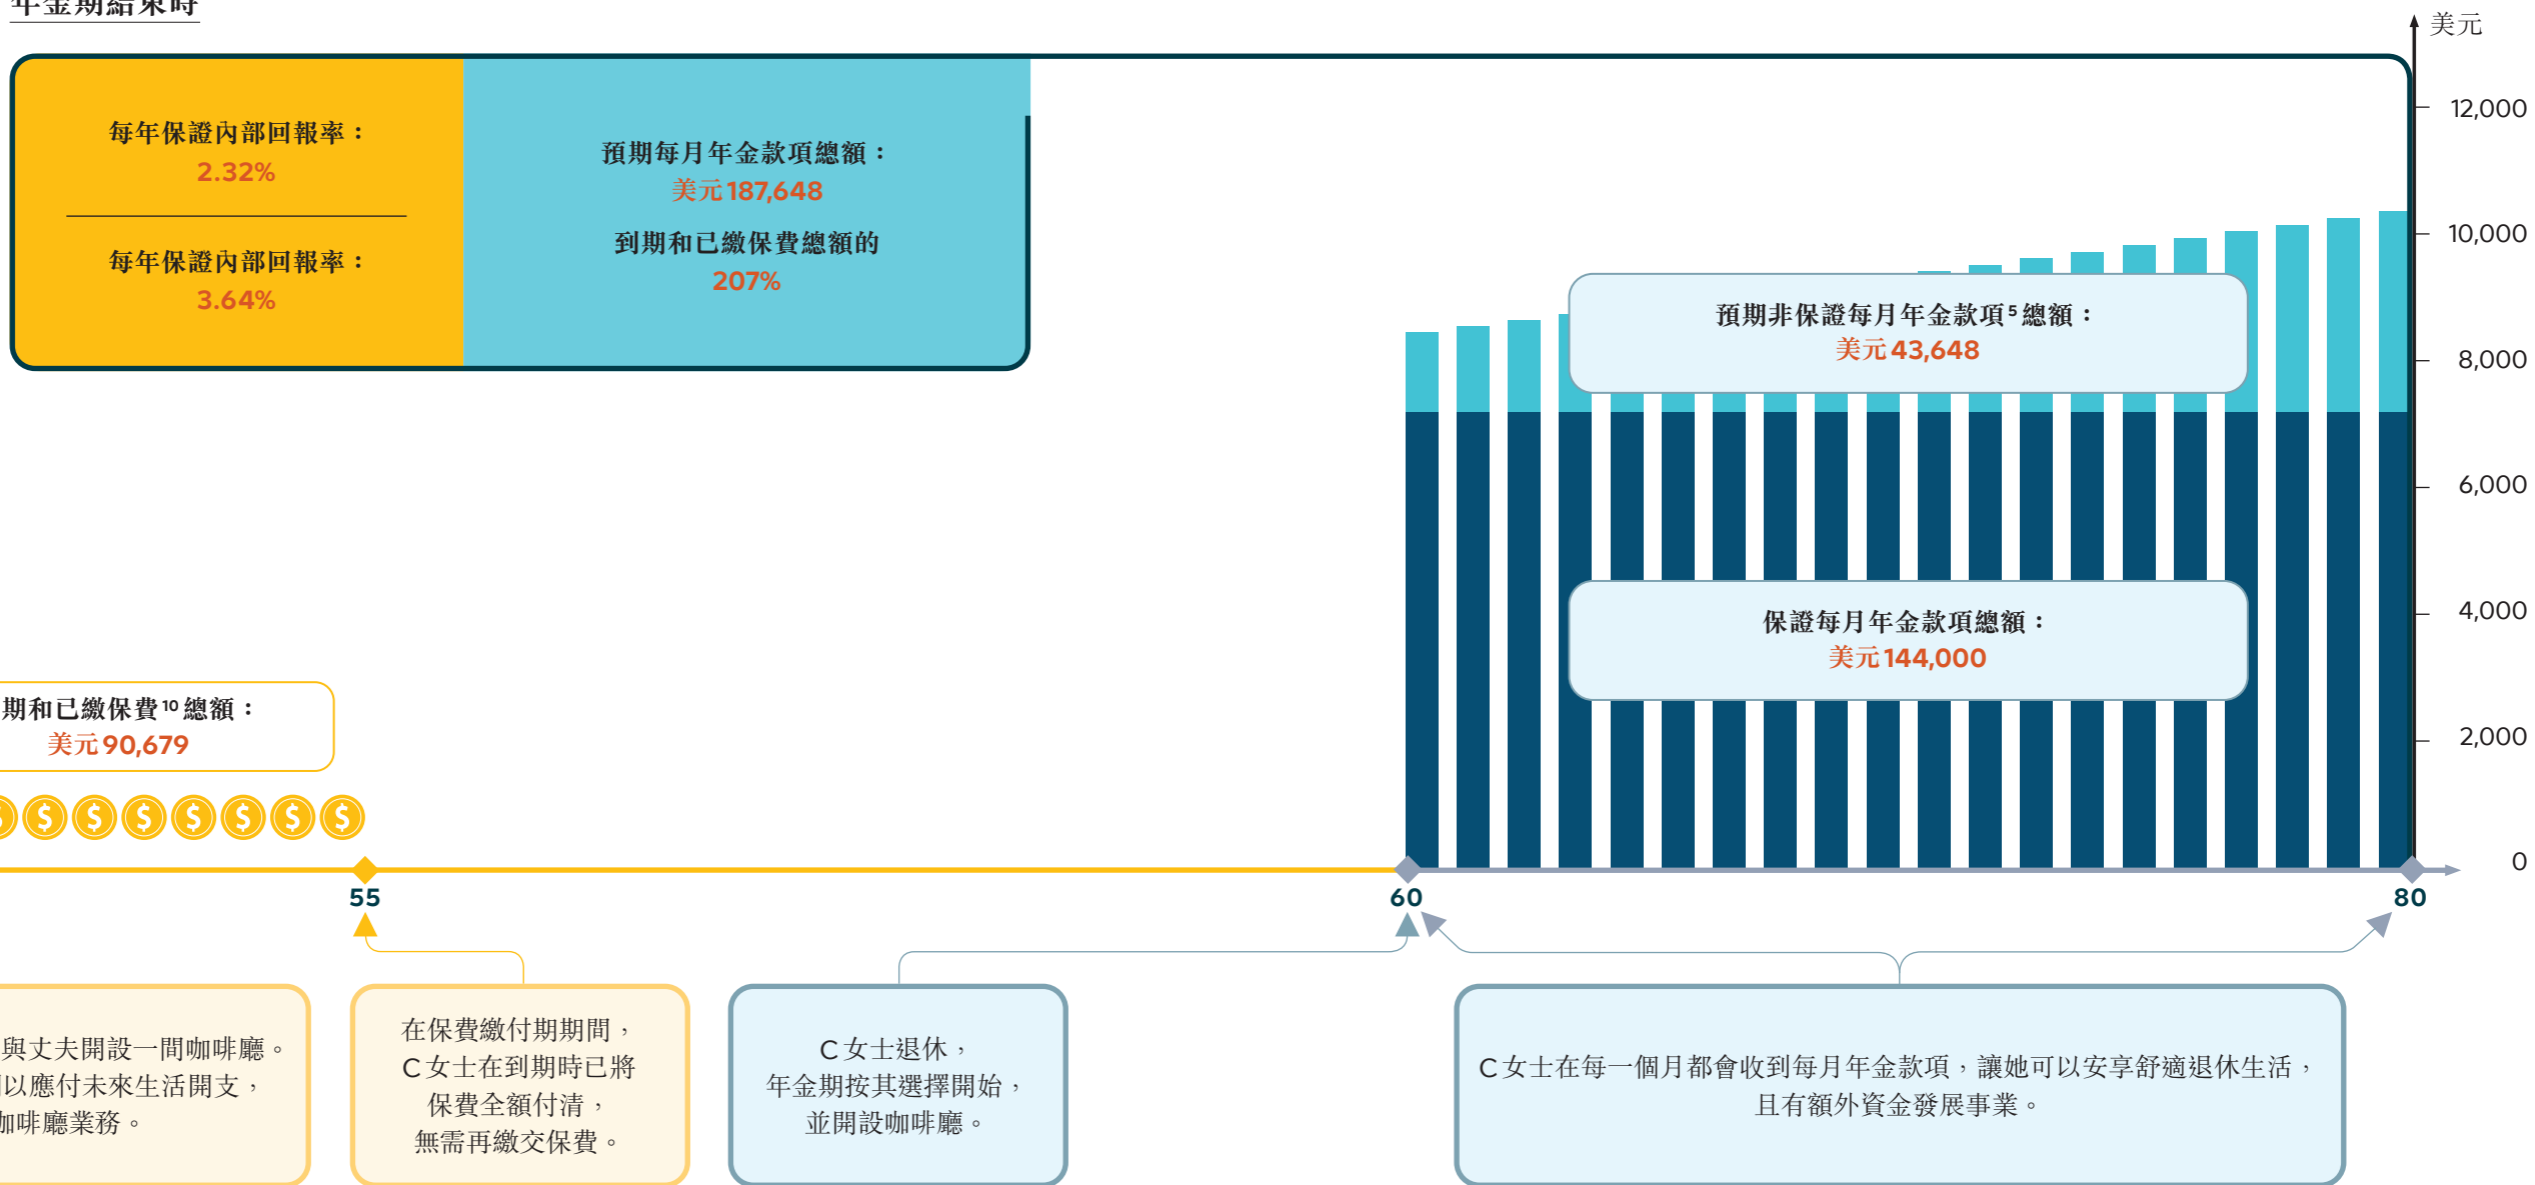 年金期結束時
每年保證內部回報率：
2.32%
每年保證內部回報率：
3.64%
預期每月年金款項總額：
美元187,648
到期和已繳保費總額的
207%
美元
12,000
10,000
8,000
6,000
4,000
2,000
0
預期非保證每月年金款項5總額：
美元43,648
保證每月年金款項總額：
美元144,000
期和已繳保費10總額：
美元90,679
55
60
80
與丈夫開設一間咖啡廳。
以應付未來生活開支，
咖啡廳業務。
在保費繳付期期間，
C女士在到期時已將
保費全額付清，
無需再繳交保費。
C女士退休，
年金期按其選擇開始，
並開設咖啡廳。
C女士在每一個月都會收到每月年金款項，讓她可以安享舒適退休生活，
且有額外資金發展事業。